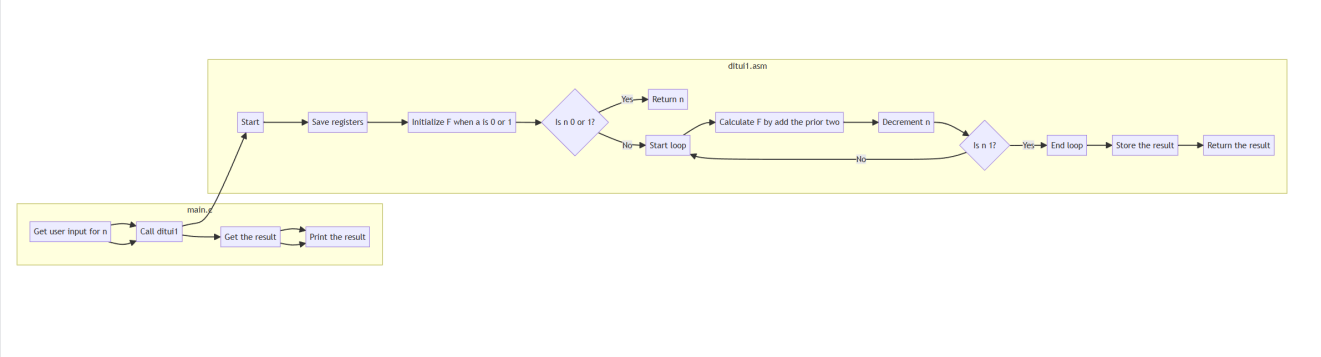 ditui1.asm
Start
Save registers
Initialize F when a is 0 or 1
Is n 0 or 1?
Yes
Return n
No
Start loop
Calculate F by add the prior two
Decrement n
Is n 1?
No
Yes
End loop
Store the result
Return the result
main.c
Get user input for n
Call ditui1
Get the result
Print the result